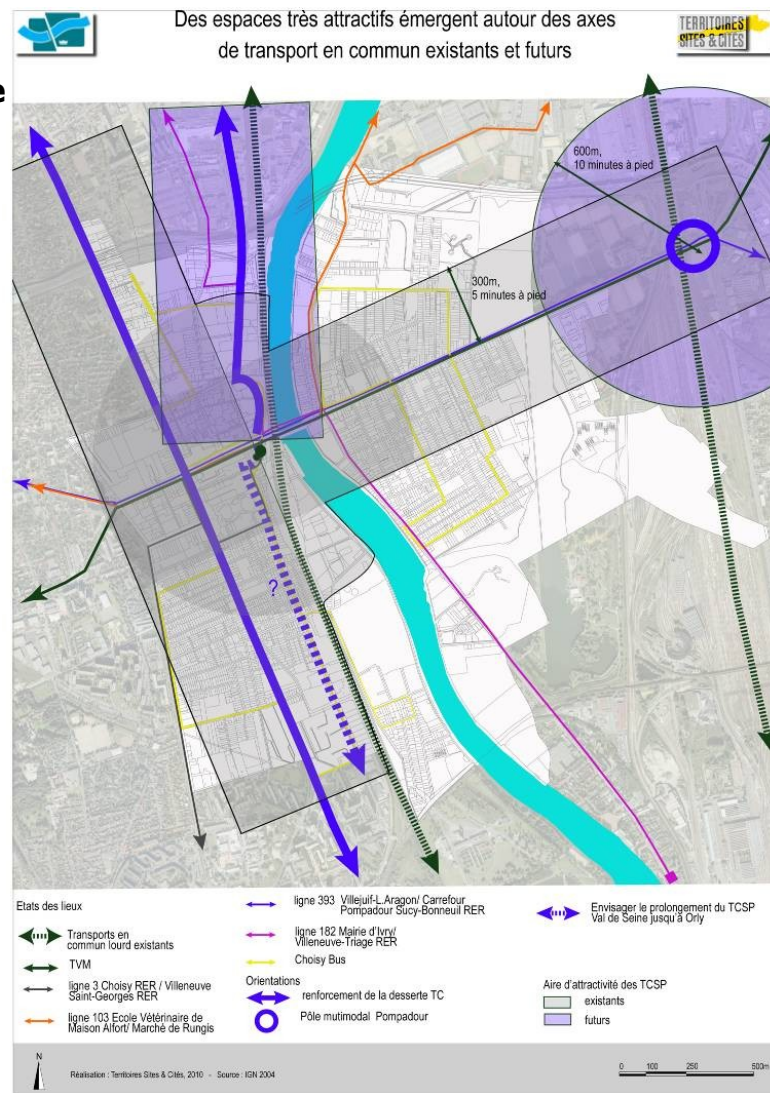 Des espaces très attractifs émergent autour des axes
de transport en commun existants et futurs
TERRITOIRES
SITES & CITÉS
e
600m,
10 minutes à pied
300m,
5 minutes à pied
?
Etats des lieux
Transports en
commun lourd existants
TVM
ligne 3 Choisy RER / Villeneuve
Saint-Georges RER
ligne 103 Ecole Vétérinaire de
Maison Alfort/ Marché de Rungis
ligne 393 Villejuif-L.Aragon/ Carrefour
Pompadour Sucy-Bonneuil RER
ligne 182 Mairie d'Ivry/
Villeneuve-Triage RER
Choisy Bus
Orientations
renforcement de la desserte TC
Pôle mutimodal Pompadour
Envisager le prolongement du TCSP
Val de Seine jusqu'à Orly
Aire d'attractivité des TCSP
existants
futurs
N
Réalisation : Territoires Sites & Cités, 2010 - Source : IGN 2004
0 100 250 500m